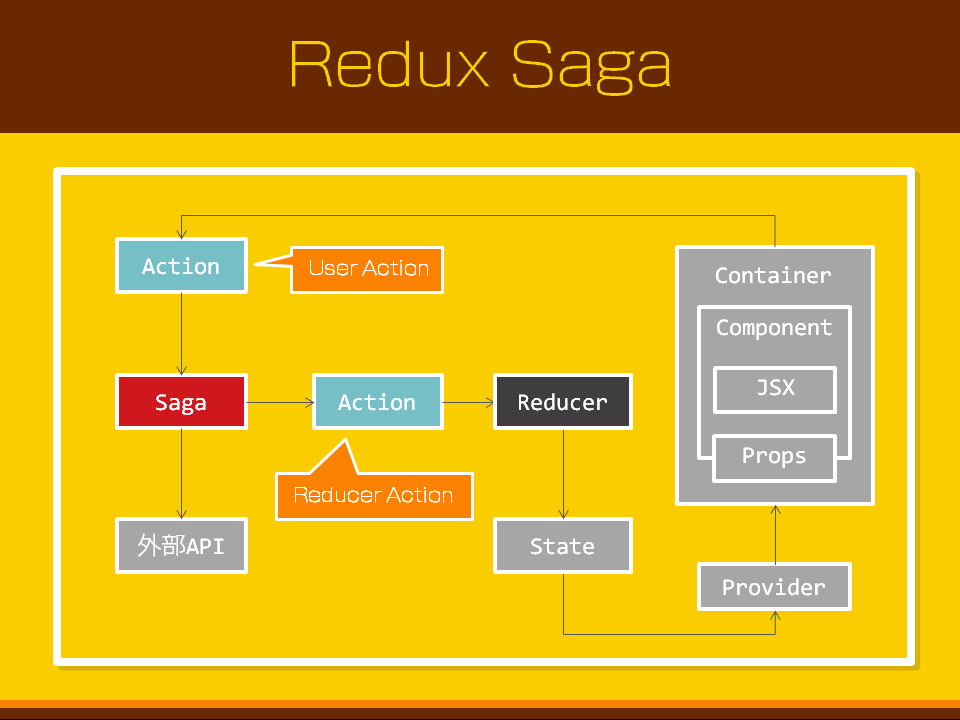 Redux Saga
Action
User Action
Container
Component
JSX
Props
Saga
Action
Reducer
Reducer Action
外部API
State
Provider